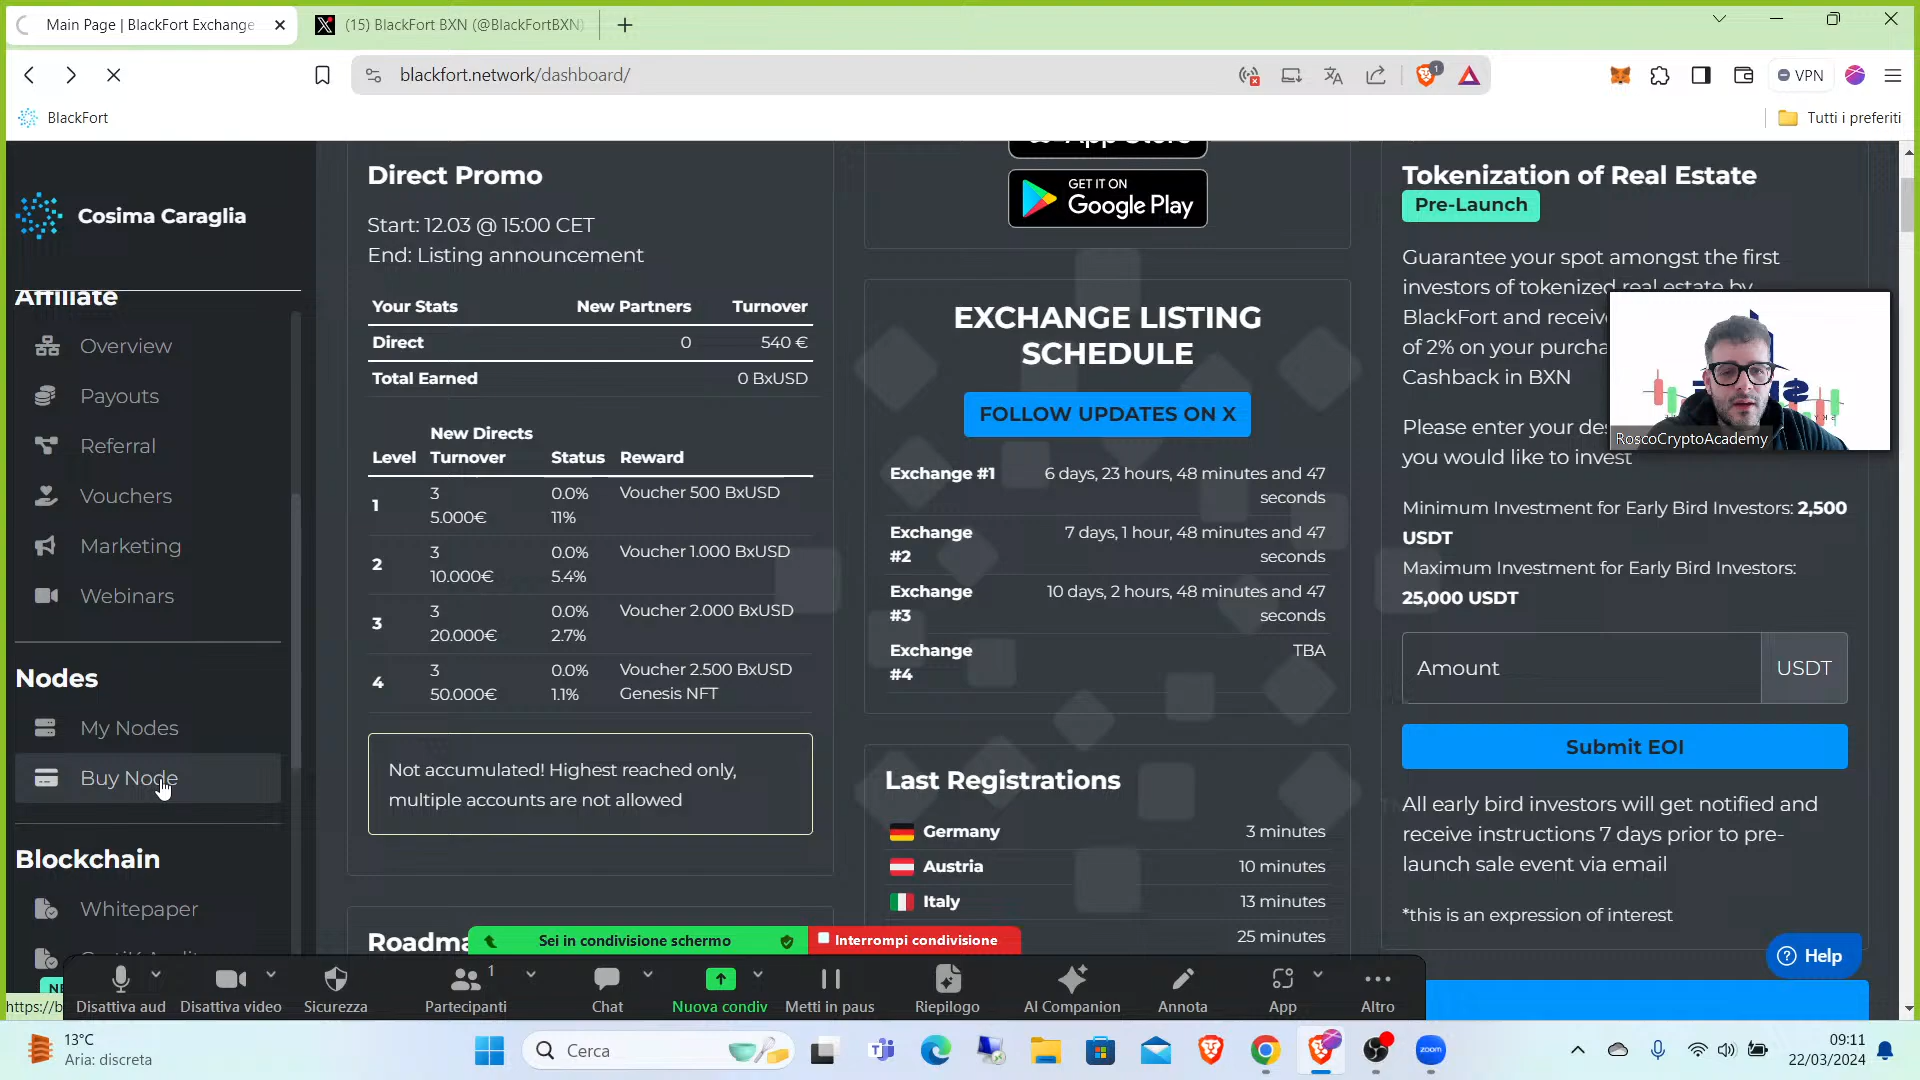 Main Page | BlackFort Exchange
(15) BlackFort BXN (@BlackFortBXN)
blackfort.network/dashboard/
1
VPN
BlackFort
Tutti i preferiti
Cosima Caraglia
Affiliate
Overview
Payouts
Referral
Vouchers
Marketing
Webinars
Nodes
My Nodes
Buy Node
Blockchain
Whitepaper
https://b
Direct Promo
Start: 12.03 @ 15:00 CET
End: Listing announcement
Your Stats New Partners Turnover
Direct 0 540 €
Total Earned 0 BxUSD
New Directs
Level Turnover Status Reward
1 3 0.0% Voucher 500 BxUSD
5.000€ 11%
2 3 0.0% Voucher 1.000 BxUSD
10.000€ 5.4%
3 3 0.0% Voucher 2.000 BxUSD
20.000€ 2.7%
4 3 0.0% Voucher 2.500 BxUSD
50.000€ 1.1% Genesis NFT
Not accumulated! Highest reached only,
multiple accounts are not allowed
Roadma
App Store
GET IT ON
Google Play
EXCHANGE LISTING
SCHEDULE
FOLLOW UPDATES ON X
Exchange #1 6 days, 23 hours, 48 minutes and 47
seconds
Exchange 7 days, 1 hour, 48 minutes and 47
#2 seconds
Exchange 10 days, 2 hours, 48 minutes and 47
#3 seconds
Exchange TBA
#4
Last Registrations
Germany 3 minutes
Austria 10 minutes
Italy 13 minutes
25 minutes
Tokenization of Real Estate
Pre-Launch
Guarantee your spot amongst the first
investors of tokenized real estate by
BlackFort and receiv
of 2% on your purcha
Cashback in BXN
Please enter your des
you would like to invest
RoscoCryptoAcademy
Minimum Investment for Early Bird Investors: 2,500
USDT
Maximum Investment for Early Bird Investors:
25,000 USDT
Amount USDT
Submit EOI
All early bird investors will get notified and
receive instructions 7 days prior to pre-
launch sale event via email
*this is an expression of interest
Help
Sei in condivisione schermo
Interrompi condivisione
Disattiva aud
Disattiva video
Sicurezza
Partecipanti
1
Chat
Nuova condiv
Metti in paus
Riepilogo
AI Companion
Annota
App
Altro
13°C
Aria: discreta
Cerca
zoom
09:11
22/03/2024